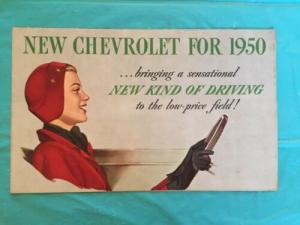 NEW CHEVROLET FOR 1950
...bringing a sensational
NEW KIND OF DRIVING
to the low-price field!